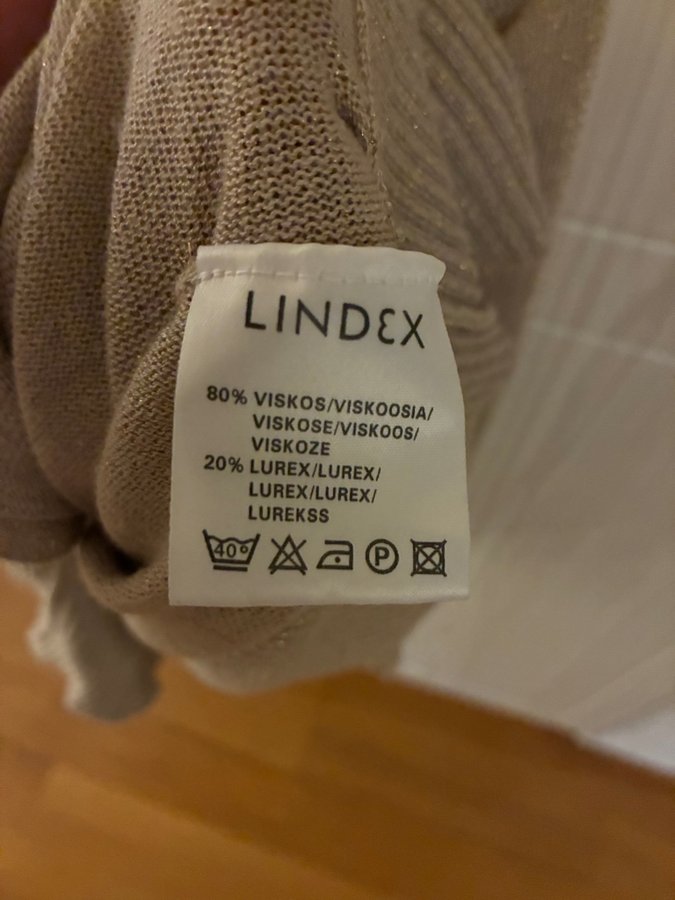 LINDEX
80% VISKOS/VISKOOSIA/
VISKOSE/VISKOOS/
VISKOZE
20% LUREX/LUREX/
LUREX/LUREX/
LUREKSS
40° P